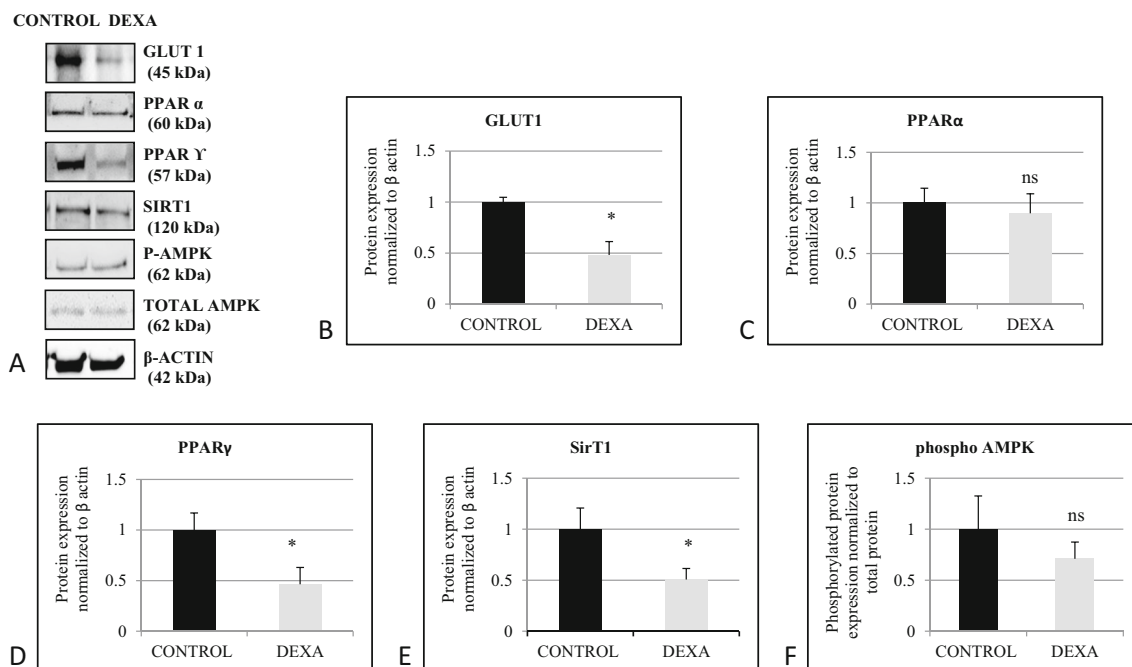 CONTROL DEXA
GLUT 1
(45 kDa)
PPAR α
(60 kDa)
PPAR ϒ
(57 kDa)
SIRT1
(120 kDa)
P-AMPK
(62 kDa)
TOTAL AMPK
(62 kDa)
β-ACTIN
(42 kDa)
A
GLUT1
Protein expression
normalized to β actin
1.5
1
0.5
0
*
CONTROL DEXA
B
PPARα
Protein expression
normalized to β actin
1.5
1
0.5
0
ns
CONTROL DEXA
C
PPARγ
Protein expression
normalized to β actin
1.5
1
0.5
0
*
CONTROL DEXA
D
SirT1
Protein expression
normalized to β actin
1.5
1
0.5
0
*
CONTROL DEXA
E
phospho AMPK
Phosphorylated protein
expression normalized to
total protein
1.5
1
0.5
0
ns
CONTROL DEXA
F